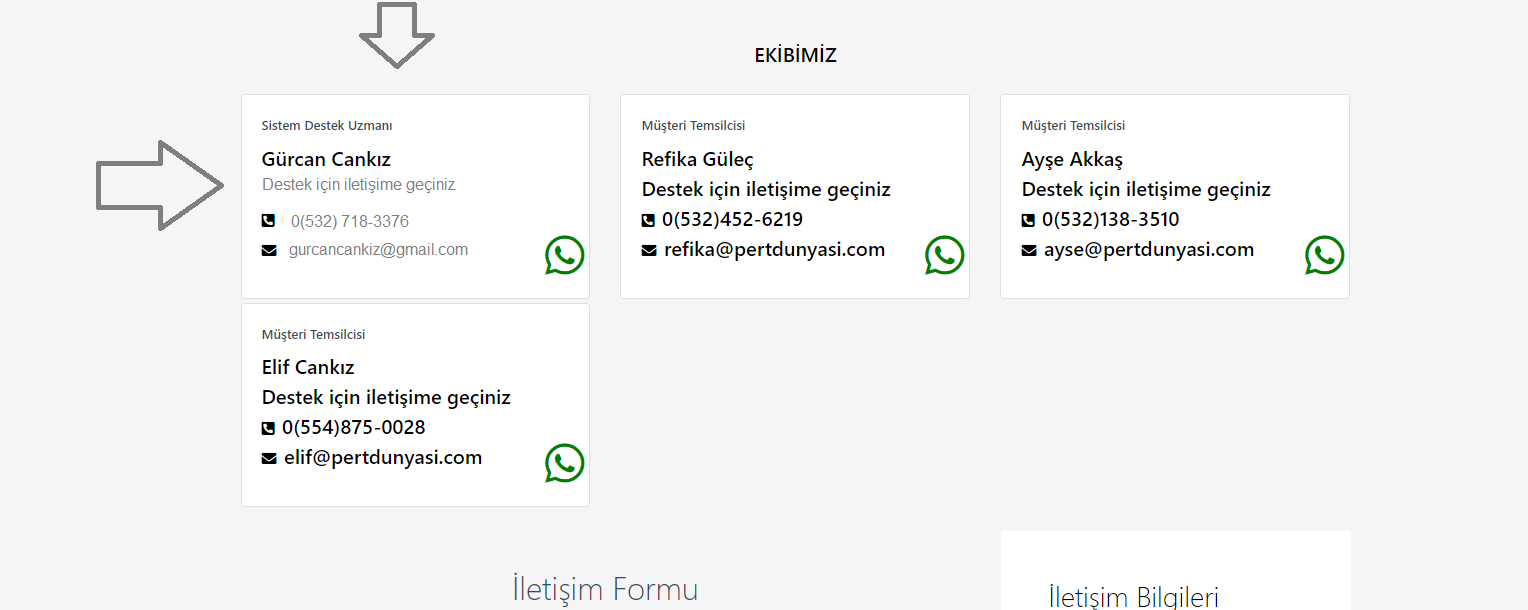 EKİBİMİZ
Sistem Destek Uzmanı
Gürcan Cankız
Destek için iletişime geçiniz
0(532) 718-3376
gurcancankiz@gmail.com
Müşteri Temsilcisi
Refika Güleç
Destek için iletişime geçiniz
0(532)452-6219
refika@pertdunyasi.com
Müşteri Temsilcisi
Ayşe Akkaş
Destek için iletişime geçiniz
0(532)138-3510
ayse@pertdunyasi.com
Müşteri Temsilcisi
Elif Cankız
Destek için iletişime geçiniz
0(554)875-0028
elif@pertdunyasi.com
İletişim Formu
İletişim Bilgileri